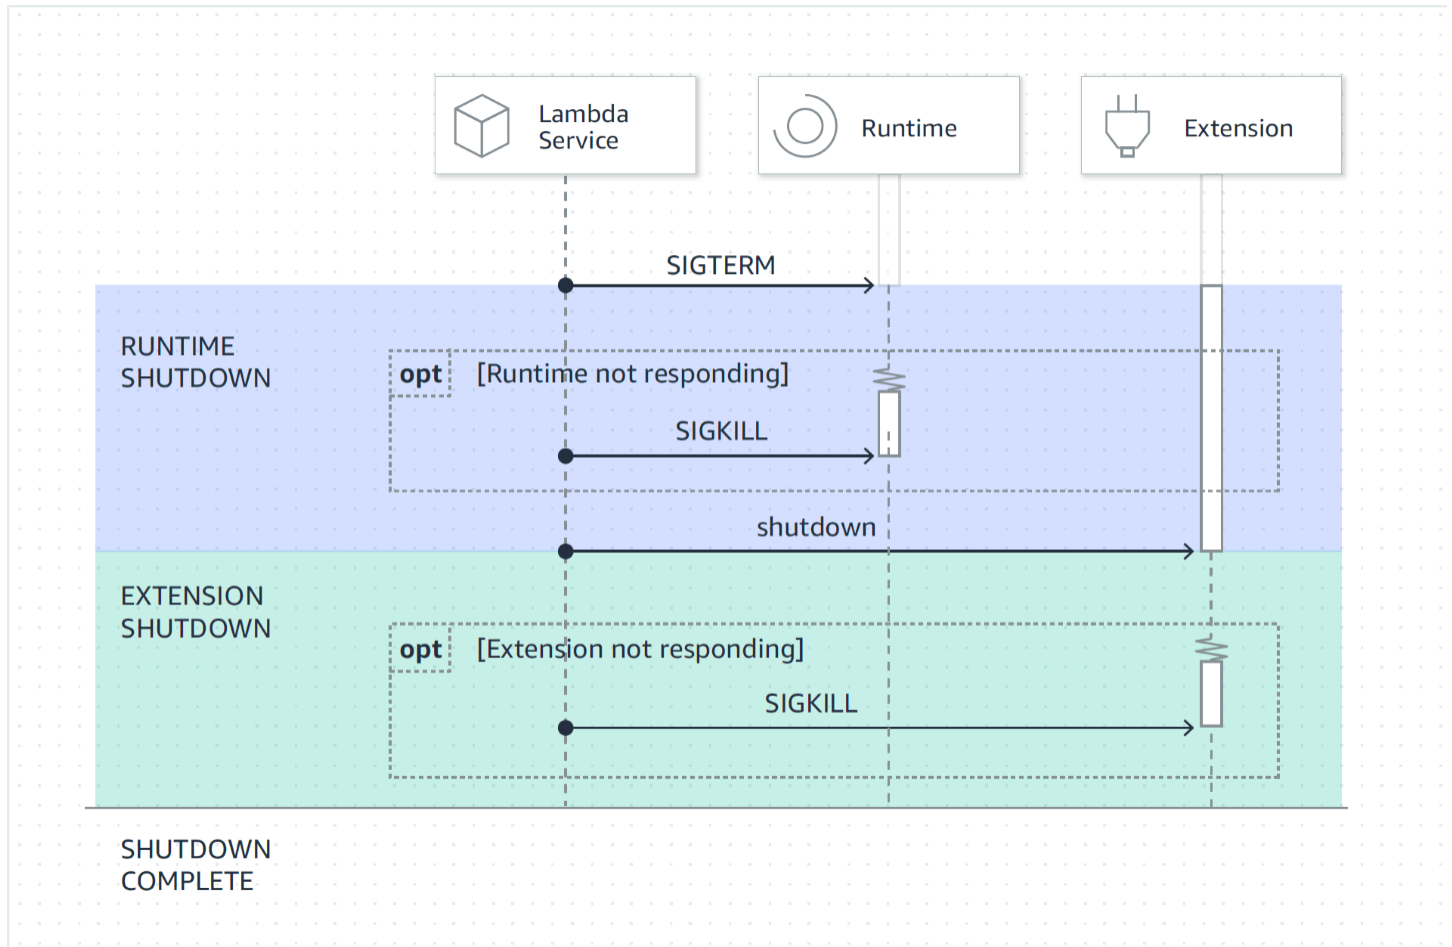 Lambda
Service
Runtime
Extension
SIGTERM
RUNTIME
SHUTDOWN
opt [Runtime not responding]
SIGKILL
shutdown
EXTENSION
SHUTDOWN
opt [Extension not responding]
SIGKILL
SHUTDOWN
COMPLETE